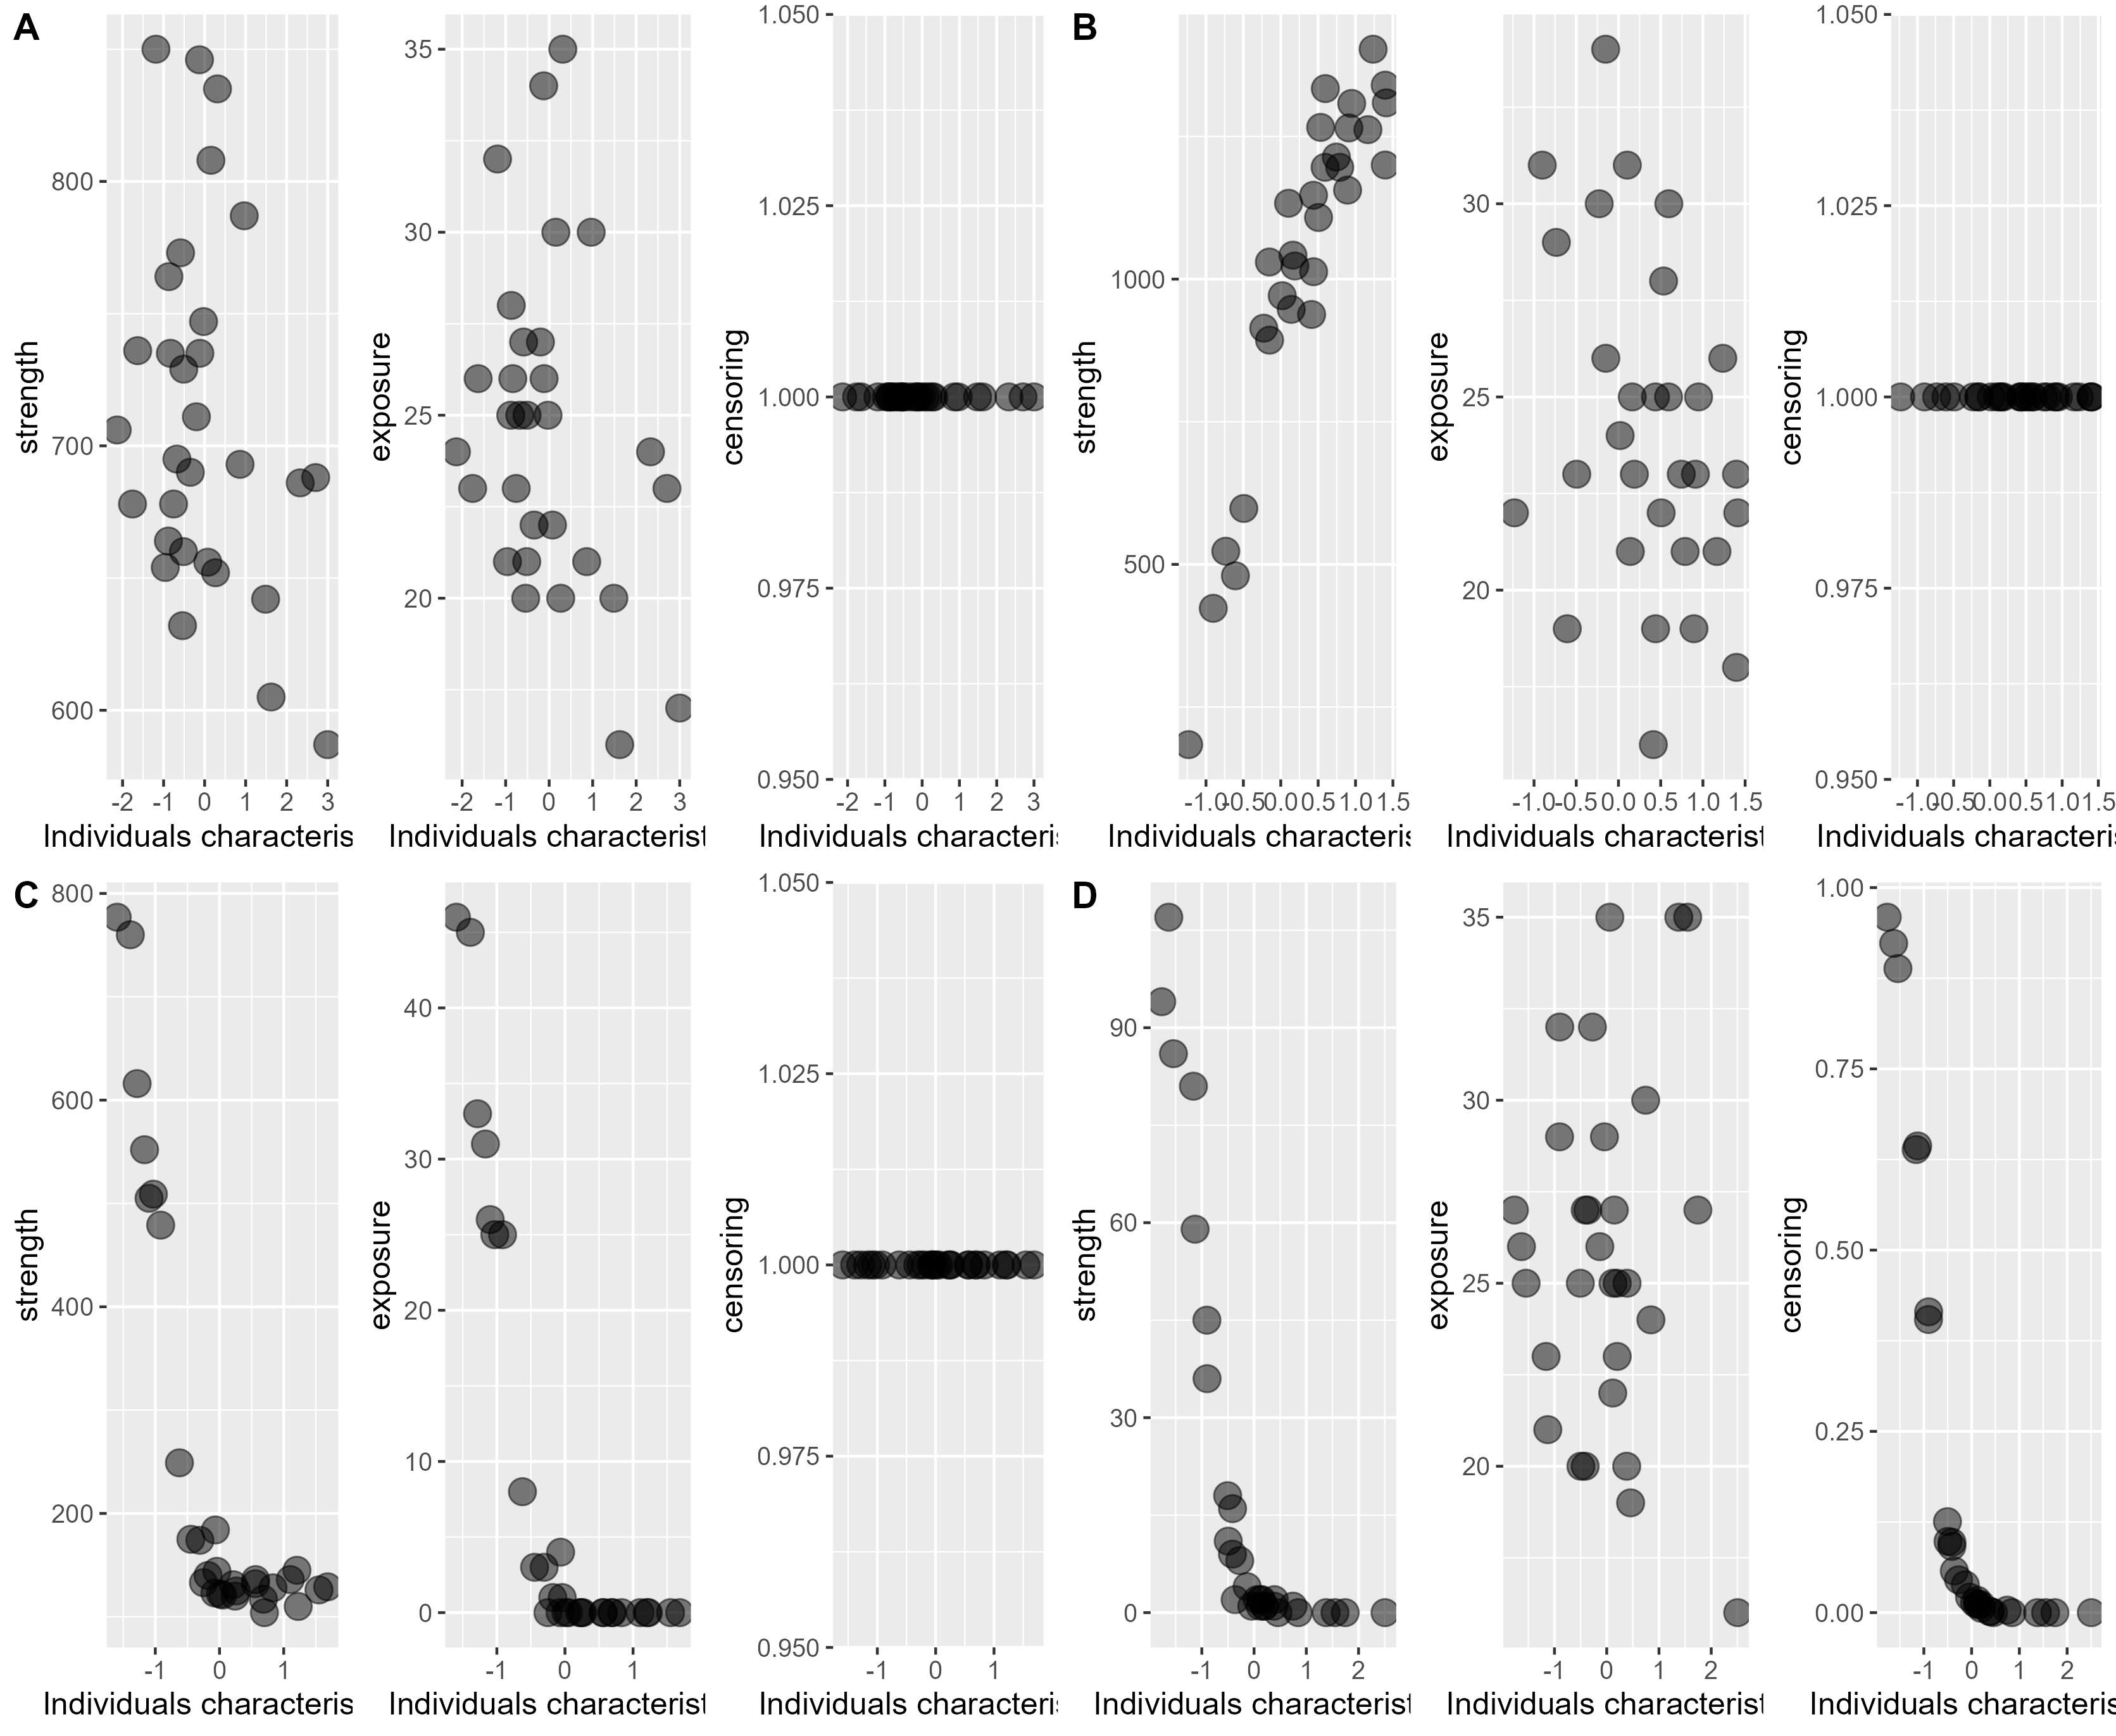 A
strength
800
700
600
-2 -1 0 1 2 3
Individuals characteris
exposure
35
30
25
20
-2 -1 0 1 2 3
Individuals characterist
censoring
1.050
1.025
1.000
0.975
0.950
-2 -1 0 1 2 3
Individuals characteris
B
strength
1000
500
-1.0 -0.5 0.0 0.5 1.0 1.5
Individuals characteris
exposure
30
25
20
-1.0 -0.5 0.0 0.5 1.0 1.5
Individuals characterist
censoring
1.050
1.025
1.000
0.975
0.950
-1.0 -0.5 0.0 0.5 1.0 1.5
Individuals characteris
C
strength
800
600
400
200
-1 0 1
Individuals characteris
exposure
40
30
20
10
0
-1 0 1
Individuals characterist
censoring
1.050
1.025
1.000
0.975
0.950
-1 0 1
Individuals characteris
D
strength
90
60
30
0
-1 0 1 2
Individuals characterist
exposure
35
30
25
20
-1 0 1 2
Individuals characterist
censoring
1.00
0.75
0.50
0.25
0.00
-1 0 1 2
Individuals characteris